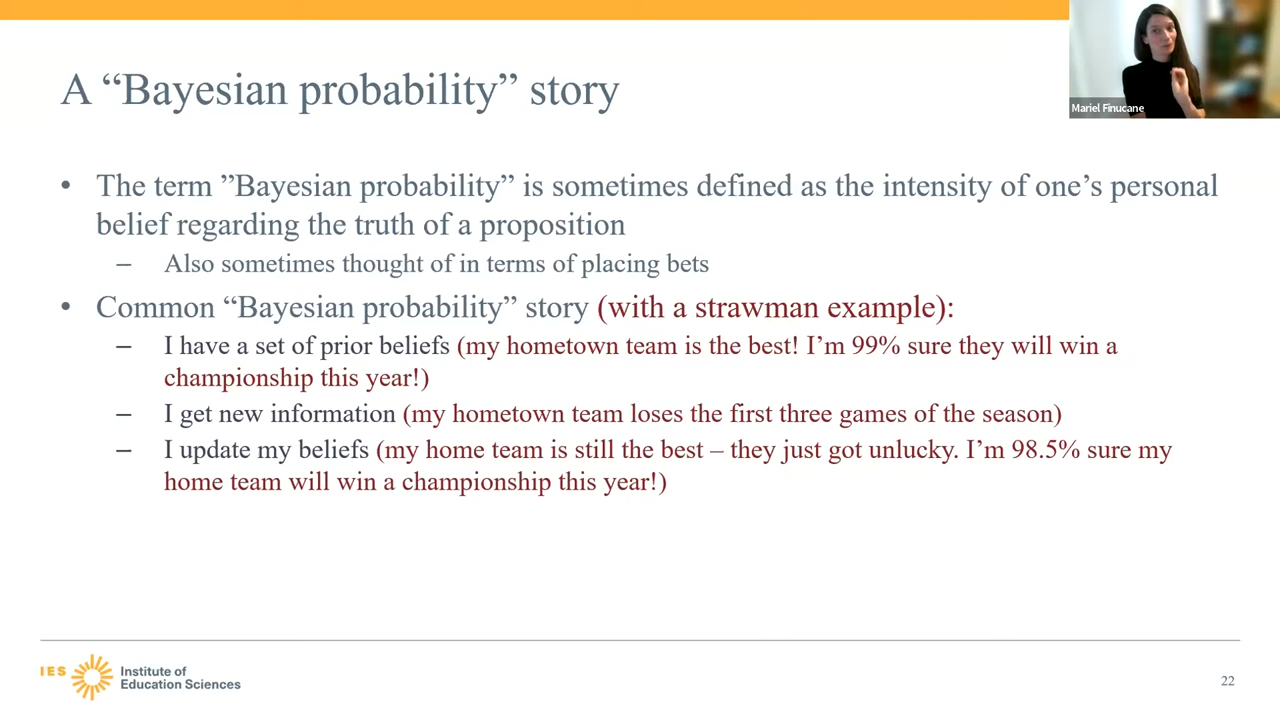 A “Bayesian probability” story
Mariel Finucane
• The term ”Bayesian probability” is sometimes defined as the intensity of one’s personal
belief regarding the truth of a proposition
– Also sometimes thought of in terms of placing bets
• Common “Bayesian probability” story (with a strawman example):
– I have a set of prior beliefs (my hometown team is the best! I’m 99% sure they will win a
championship this year!)
– I get new information (my hometown team loses the first three games of the season)
– I update my beliefs (my home team is still the best – they just got unlucky. I’m 98.5% sure my
home team will win a championship this year!)
IES
Institute of
Education Sciences
22